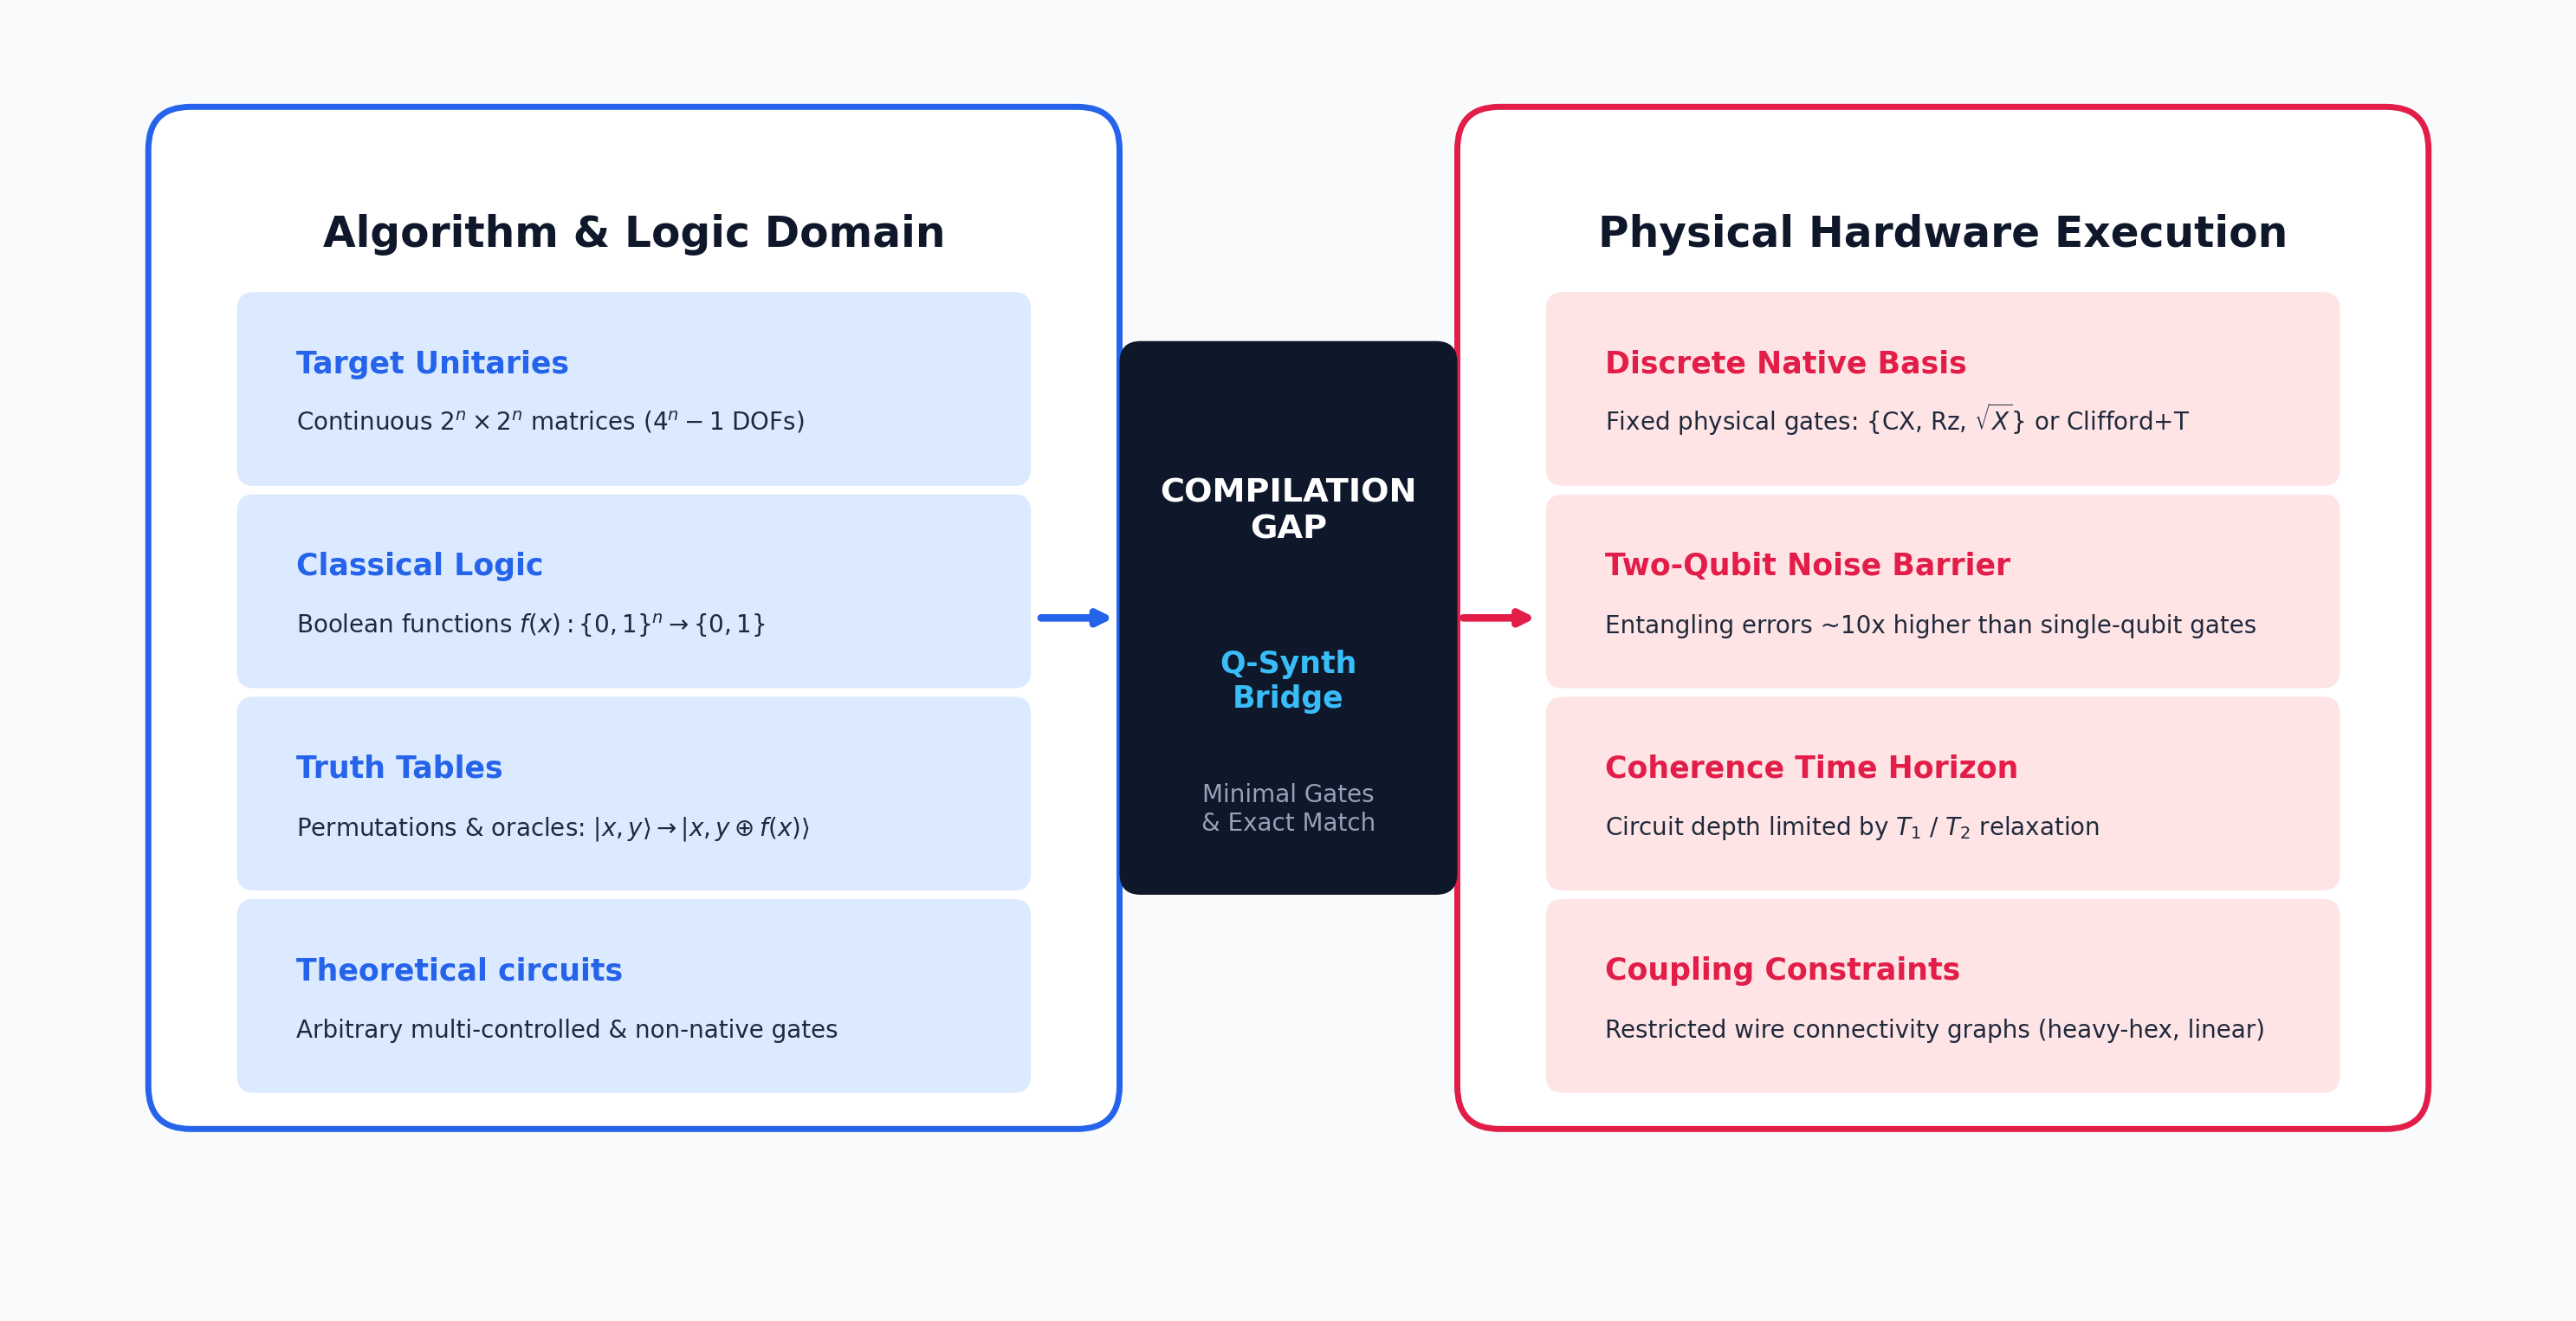 Algorithm & Logic Domain
Target Unitaries
Continuous 2ⁿ × 2ⁿ matrices (4ⁿ − 1 DOFs)
Classical Logic
Boolean functions f(x) : {0, 1}ⁿ → {0, 1}
Truth Tables
Permutations & oracles: |x, y⟩ → |x, y ⊕ f(x)⟩
Theoretical circuits
Arbitrary multi-controlled & non-native gates
COMPILATION
GAP
Q-Synth
Bridge
Minimal Gates
& Exact Match
Physical Hardware Execution
Discrete Native Basis
Fixed physical gates: {CX, Rz, √X} or Clifford+T
Two-Qubit Noise Barrier
Entangling errors ~10x higher than single-qubit gates
Coherence Time Horizon
Circuit depth limited by T₁ / T₂ relaxation
Coupling Constraints
Restricted wire connectivity graphs (heavy-hex, linear)